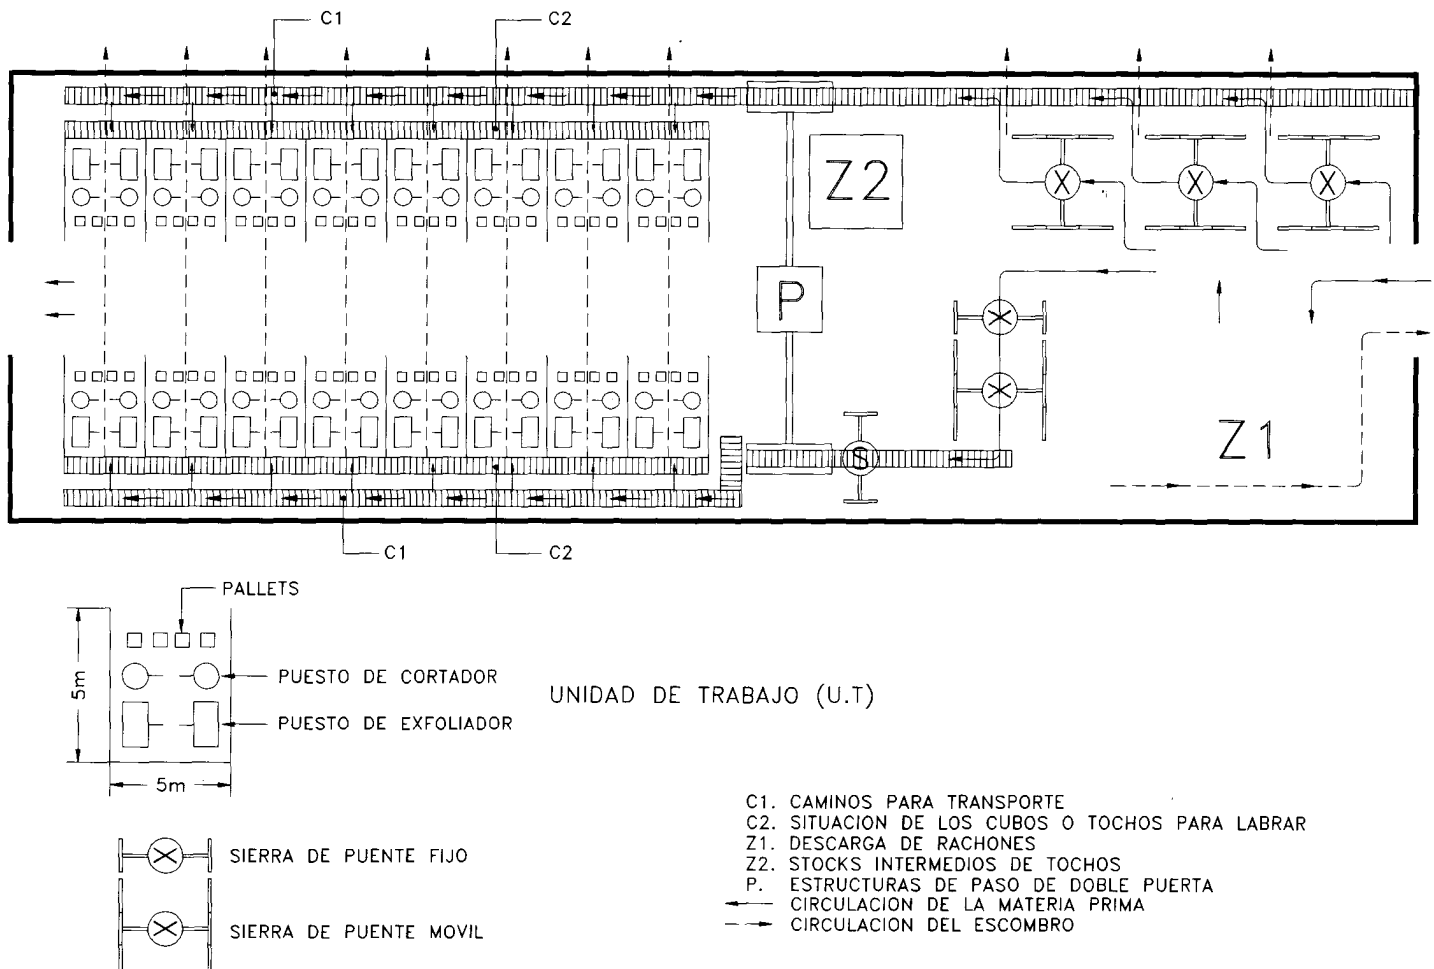 C1
C2
Z2
P
Z1
S
C1
C2
PALLETS
5m
PUESTO DE CORTADOR
UNIDAD DE TRABAJO (U.T)
PUESTO DE EXFOLIADOR
5m
SIERRA DE PUENTE FIJO
SIERRA DE PUENTE MOVIL
C1. CAMINOS PARA TRANSPORTE
C2. SITUACION DE LOS CUBOS O TOCHOS PARA LABRAR
Z1. DESCARGA DE RACHONES
Z2. STOCKS INTERMEDIOS DE TOCHOS
P. ESTRUCTURAS DE PASO DE DOBLE PUERTA
CIRCULACION DE LA MATERIA PRIMA
CIRCULACION DEL ESCOMBRO